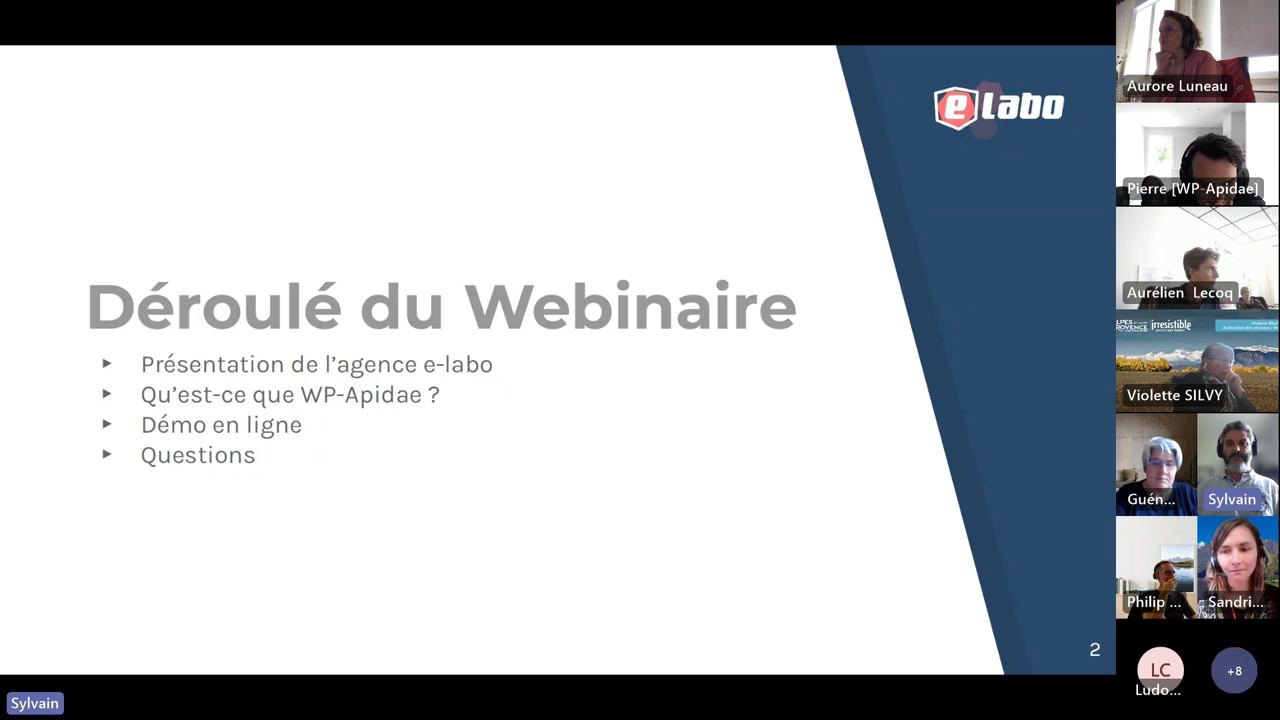 e Labo
Déroulé du Webinaire
▸ Présentation de l’agence e-labo
▸ Qu’est-ce que WP-Apidae ?
▸ Démo en ligne
▸ Questions
2
Sylvain
Aurore Luneau
Pierre [WP-Apidae]
Aurélien Lecoq
irrésistible
Violette SILVY
Guén...
Sylvain
Philip ...
Sandri...
LC
Ludo...
+8